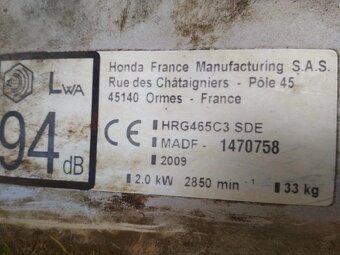 Honda France Manufacturing S.A.S.
Rue des Châtaigniers - Pôle 45
45140 Ormes - France
LWA
94 dB
CE
HRG465C3 SDE
MADF - 1470758
2009
2.0 kW 2850 min⁻¹ 33 kg